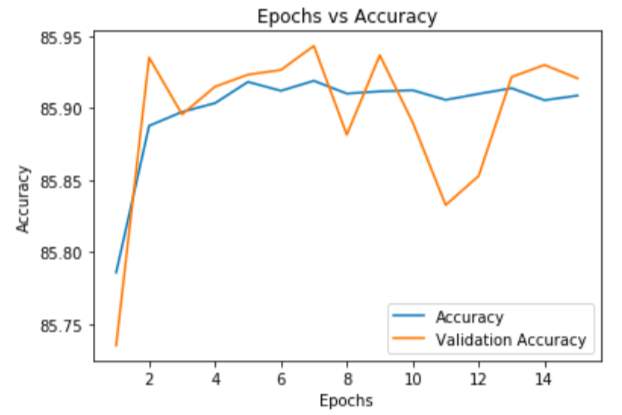 Epochs vs Accuracy
85.95
85.90
85.85
85.80
85.75
Accuracy
2 4 6 8 10 12 14
Epochs
Accuracy
Validation Accuracy